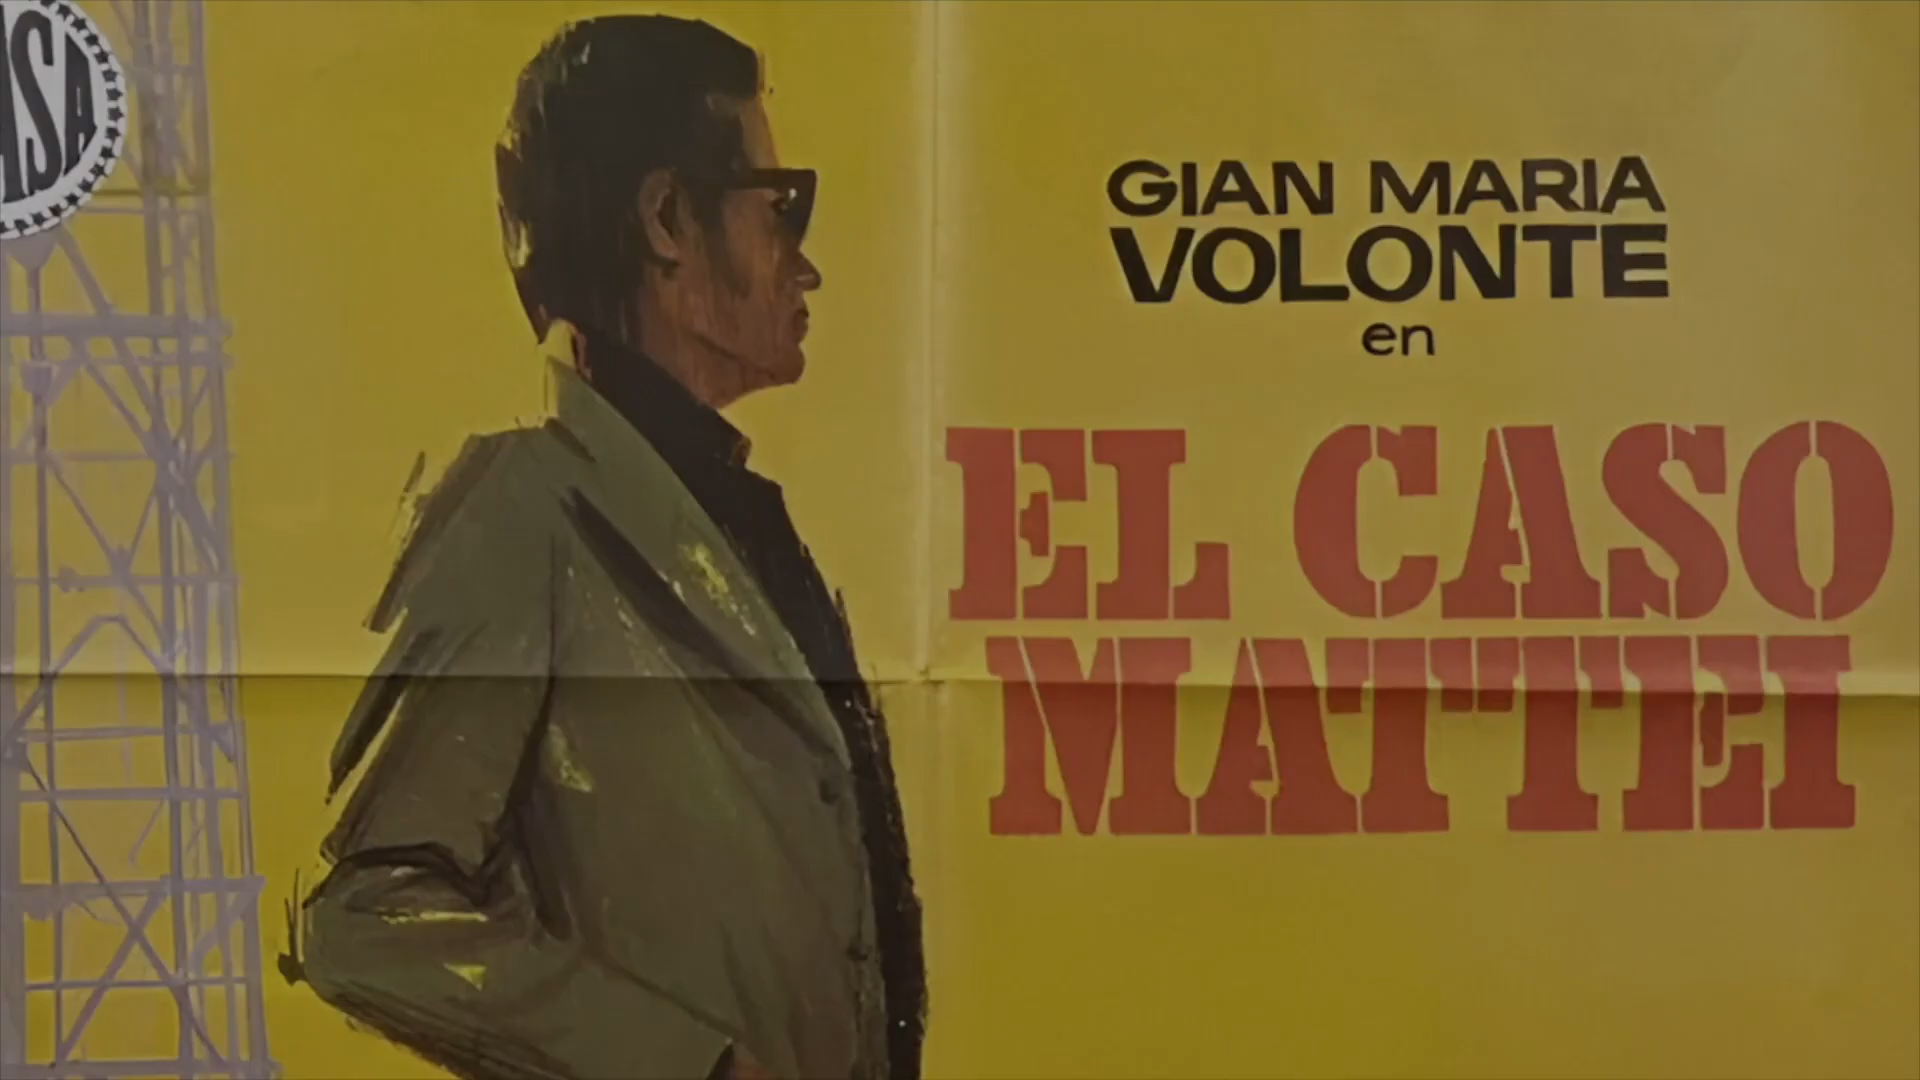 GIAN MARIA
VOLONTE
en
EL CASO
MATTEI